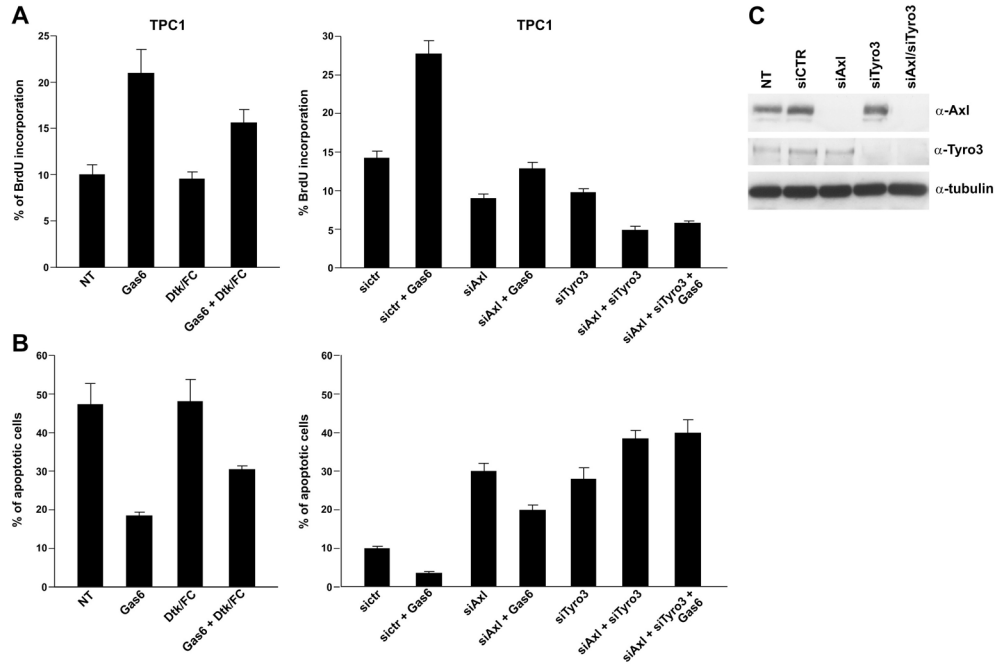 A
TPC1
% of BrdU incorporation
25
20
15
10
5
0
NT
Gas6
Dtk/FC
Gas6 + Dtk/FC
TPC1
% BrdU incorporation
30
25
20
15
10
5
0
sictr
sictr + Gas6
siAxl
siAxl + Gas6
siTyro3
siAxl + siTyro3
siAxl + siTyro3 +
Gas6
C
NT
siCTR
siAxl
siTyro3
siAxl/siTyro3
α-Axl
α-Tyro3
α-tubulin
B
% of apoptotic cells
60
50
40
30
20
10
0
NT
Gas6
Dtk/FC
Gas6 + Dtk/FC
% of apoptotic cells
60
50
40
30
20
10
0
sictr
sictr + Gas6
siAxl
siAxl + Gas6
siTyro3
siAxl + siTyro3
siAxl + siTyro3 +
Gas6